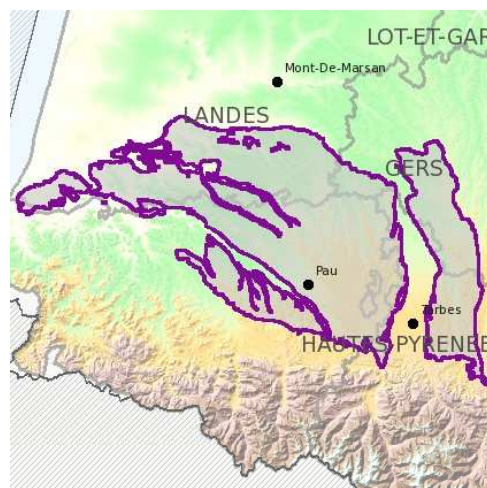 LOT-ET-GAR
Mont-De-Marsan
LANDES
GERS
Pau
Tarbes
HAUTES-PYRENEE